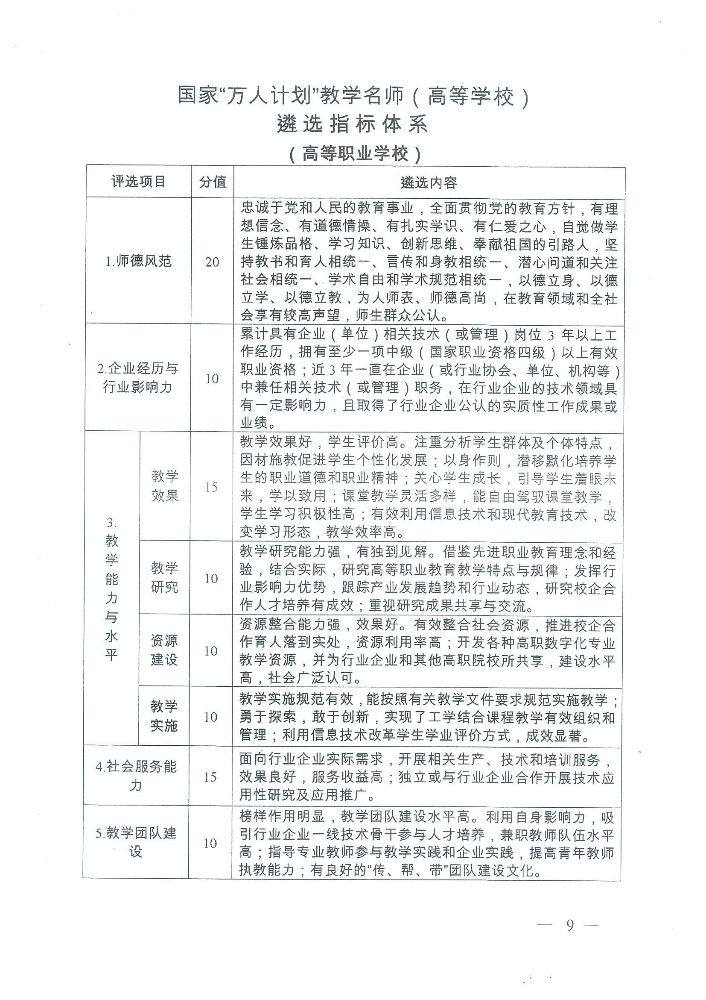 国家“万人计划”教学名师（高等学校）
遴选指标体系
（高等职业学校）
评选项目 分值 遴选内容
1.师德风范 20
忠诚于党和人民的教育事业，全面贯彻党的教育方针，有理
想信念、有道德情操、有扎实学识、有仁爱之心，自觉做学
生锤炼品格、学习知识、创新思维、奉献祖国的引路人，坚
持教书和育人相统一、言传和身教相统一、潜心问道和关注
社会相统一、学术自由和学术规范相统一，以德立身、以德
立学、以德立教，为人师表、师德高尚，在教育领域和全社
会享有较高声望，师生群众公认。
2.企业经历与
行业影响力
10
累计具有企业（单位）相关技术（或管理）岗位 3 年以上工
作经历，拥有至少一项中级（国家职业资格四级）以上有效
职业资格；近 3 年一直在企业（或行业协会、单位、机构等）
中兼任相关技术（或管理）职务，在行业企业的技术领域具
有一定影响力，且取得了行业企业公认的实质性工作成果或
业绩。
3.
教
学
能
力
与
水
平
教学
效果
15
教学效果好，学生评价高。注重分析学生群体及个体特点，
因材施教促进学生个性化发展；以身作则，潜移默化培养学
生的职业道德和职业精神；关心学生成长，引导学生着眼未
来，学以致用；课堂教学灵活多样，能自由驾驭课堂教学，
学生学习积极性高；有效利用信息技术和现代教育技术，改
变学习形态，教学效率高。
教学
研究
10
教学研究能力强，有独到见解。借鉴先进职业教育理念和经
验，结合实际，研究高等职业教育教学特点与规律；发挥行
业影响力优势，跟踪产业发展趋势和行业动态，研究校企合
作人才培养有成效；重视研究成果共享与交流。
资源
建设
10
资源整合能力强，效果好。有效整合社会资源，推进校企合
作育人落到实处，资源利用率高；开发各种高职数字化专业
教学资源，并为行业企业和其他高职院校所共享，建设水平
高，社会广泛认可。
教学
实施
10
教学实施规范有效，能按照有关教学文件要求规范实施教学；
勇于探索，敢于创新，实现了工学结合课程教学有效组织和
管理；利用信息技术改革学生学业评价方式，成效显著。
4.社会服务能
力
15
面向行业企业实际需求，开展相关生产、技术和培训服务，
效果良好，服务收益高；独立或与行业企业合作开展技术应
用性研究及应用推广。
5.教学团队建
设
10
榜样作用明显，教学团队建设水平高。利用自身影响力，吸
引行业企业一线技术骨干参与人才培养，兼职教师队伍水平
高；指导专业教师参与教学实践和企业实践，提高青年教师
执教能力；有良好的“传、帮、带”团队建设文化。
— 9 —